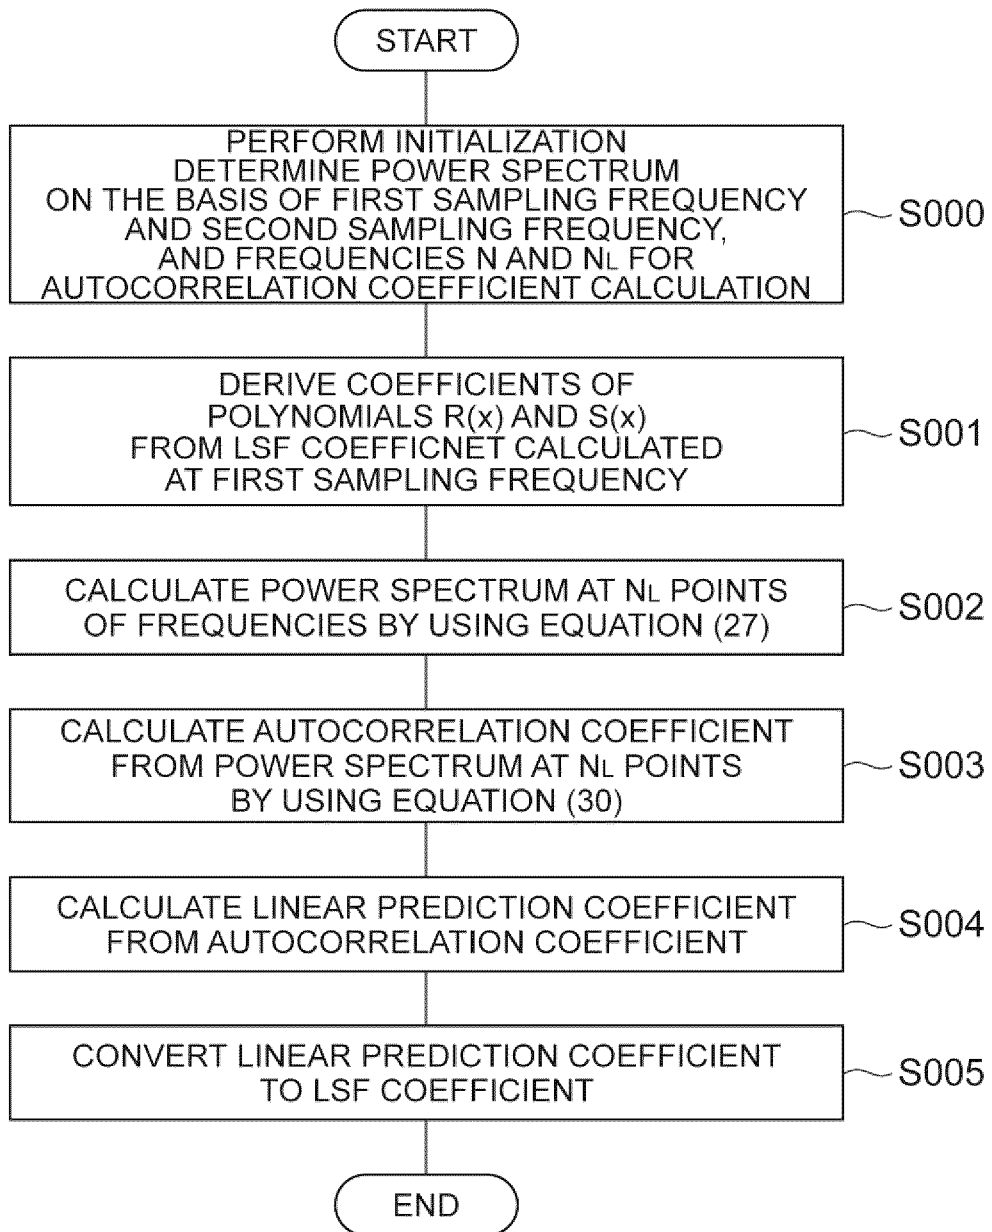 START
PERFORM INITIALIZATION
DETERMINE POWER SPECTRUM
ON THE BASIS OF FIRST SAMPLING FREQUENCY
AND SECOND SAMPLING FREQUENCY,
AND FREQUENCIES N AND NL FOR
AUTOCORRELATION COEFFICIENT CALCULATION
S000
DERIVE COEFFICIENTS OF
POLYNOMIALS R(x) AND S(x)
FROM LSF COEFFICNET CALCULATED
AT FIRST SAMPLING FREQUENCY
S001
CALCULATE POWER SPECTRUM AT NL POINTS
OF FREQUENCIES BY USING EQUATION (27)
S002
CALCULATE AUTOCORRELATION COEFFICIENT
FROM POWER SPECTRUM AT NL POINTS
BY USING EQUATION (30)
S003
CALCULATE LINEAR PREDICTION COEFFICIENT
FROM AUTOCORRELATION COEFFICIENT
S004
CONVERT LINEAR PREDICTION COEFFICIENT
TO LSF COEFFICIENT
S005
END